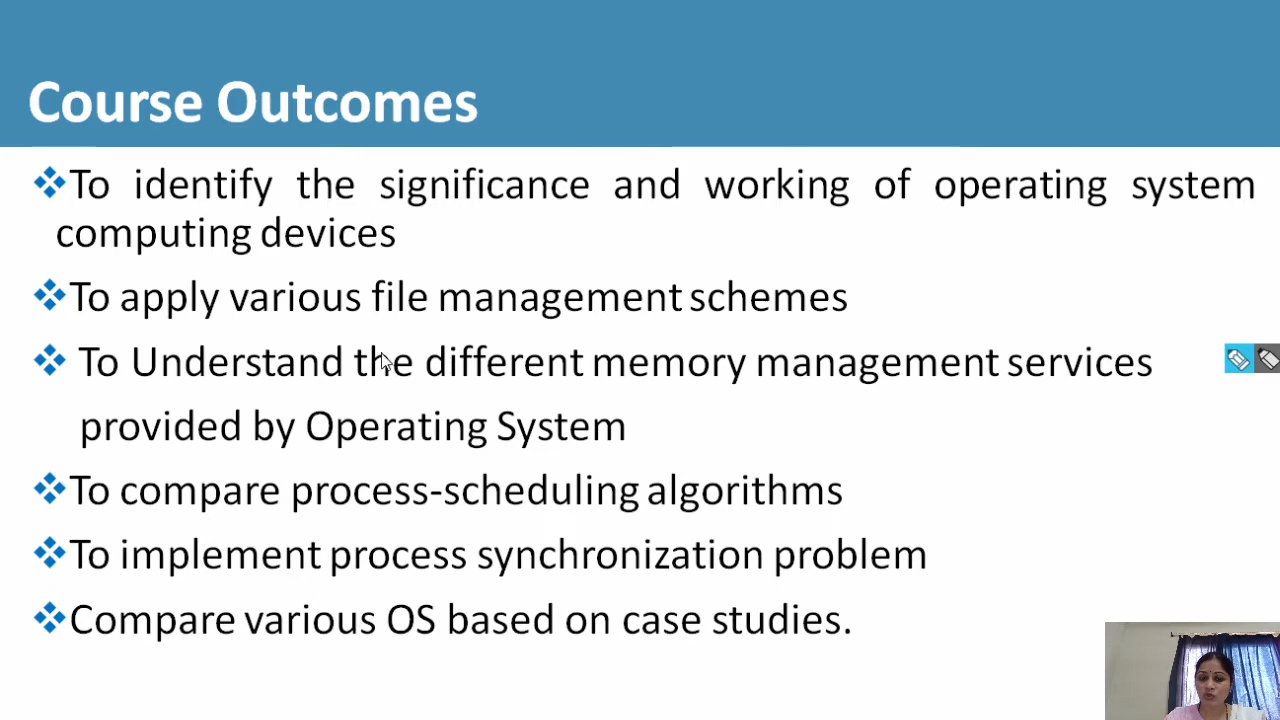 Course Outcomes
To identify the significance and working of operating system
computing devices
To apply various file management schemes
To Understand the different memory management services
provided by Operating System
To compare process-scheduling algorithms
To implement process synchronization problem
Compare various OS based on case studies.